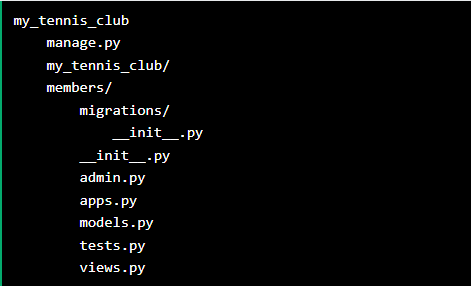 my_tennis_club
    manage.py
    my_tennis_club/
    members/
        migrations/
            __init__.py
        __init__.py
        admin.py
        apps.py
        models.py
        tests.py
        views.py